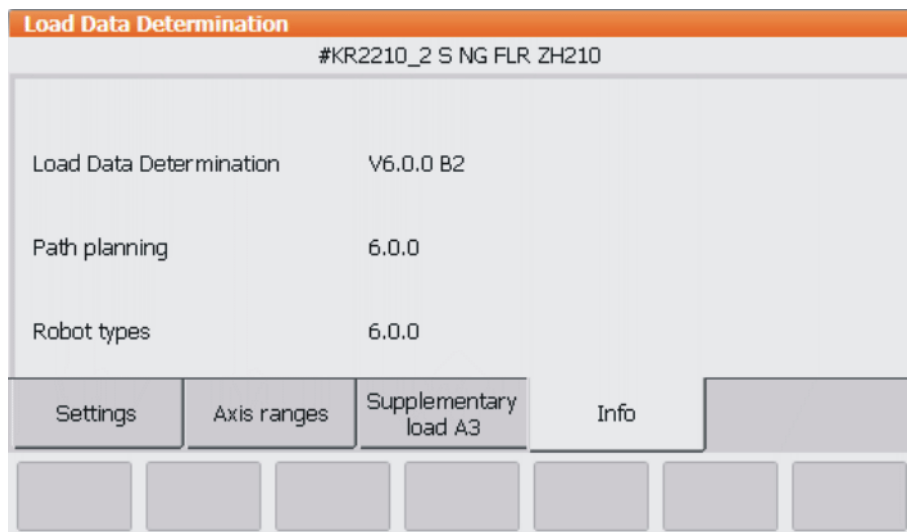 Load Data Determination
#KR2210_2 S NG FLR ZH210
Load Data Determination V6.0.0 B2
Path planning 6.0.0
Robot types 6.0.0
Settings Axis ranges Supplementary load A3 Info